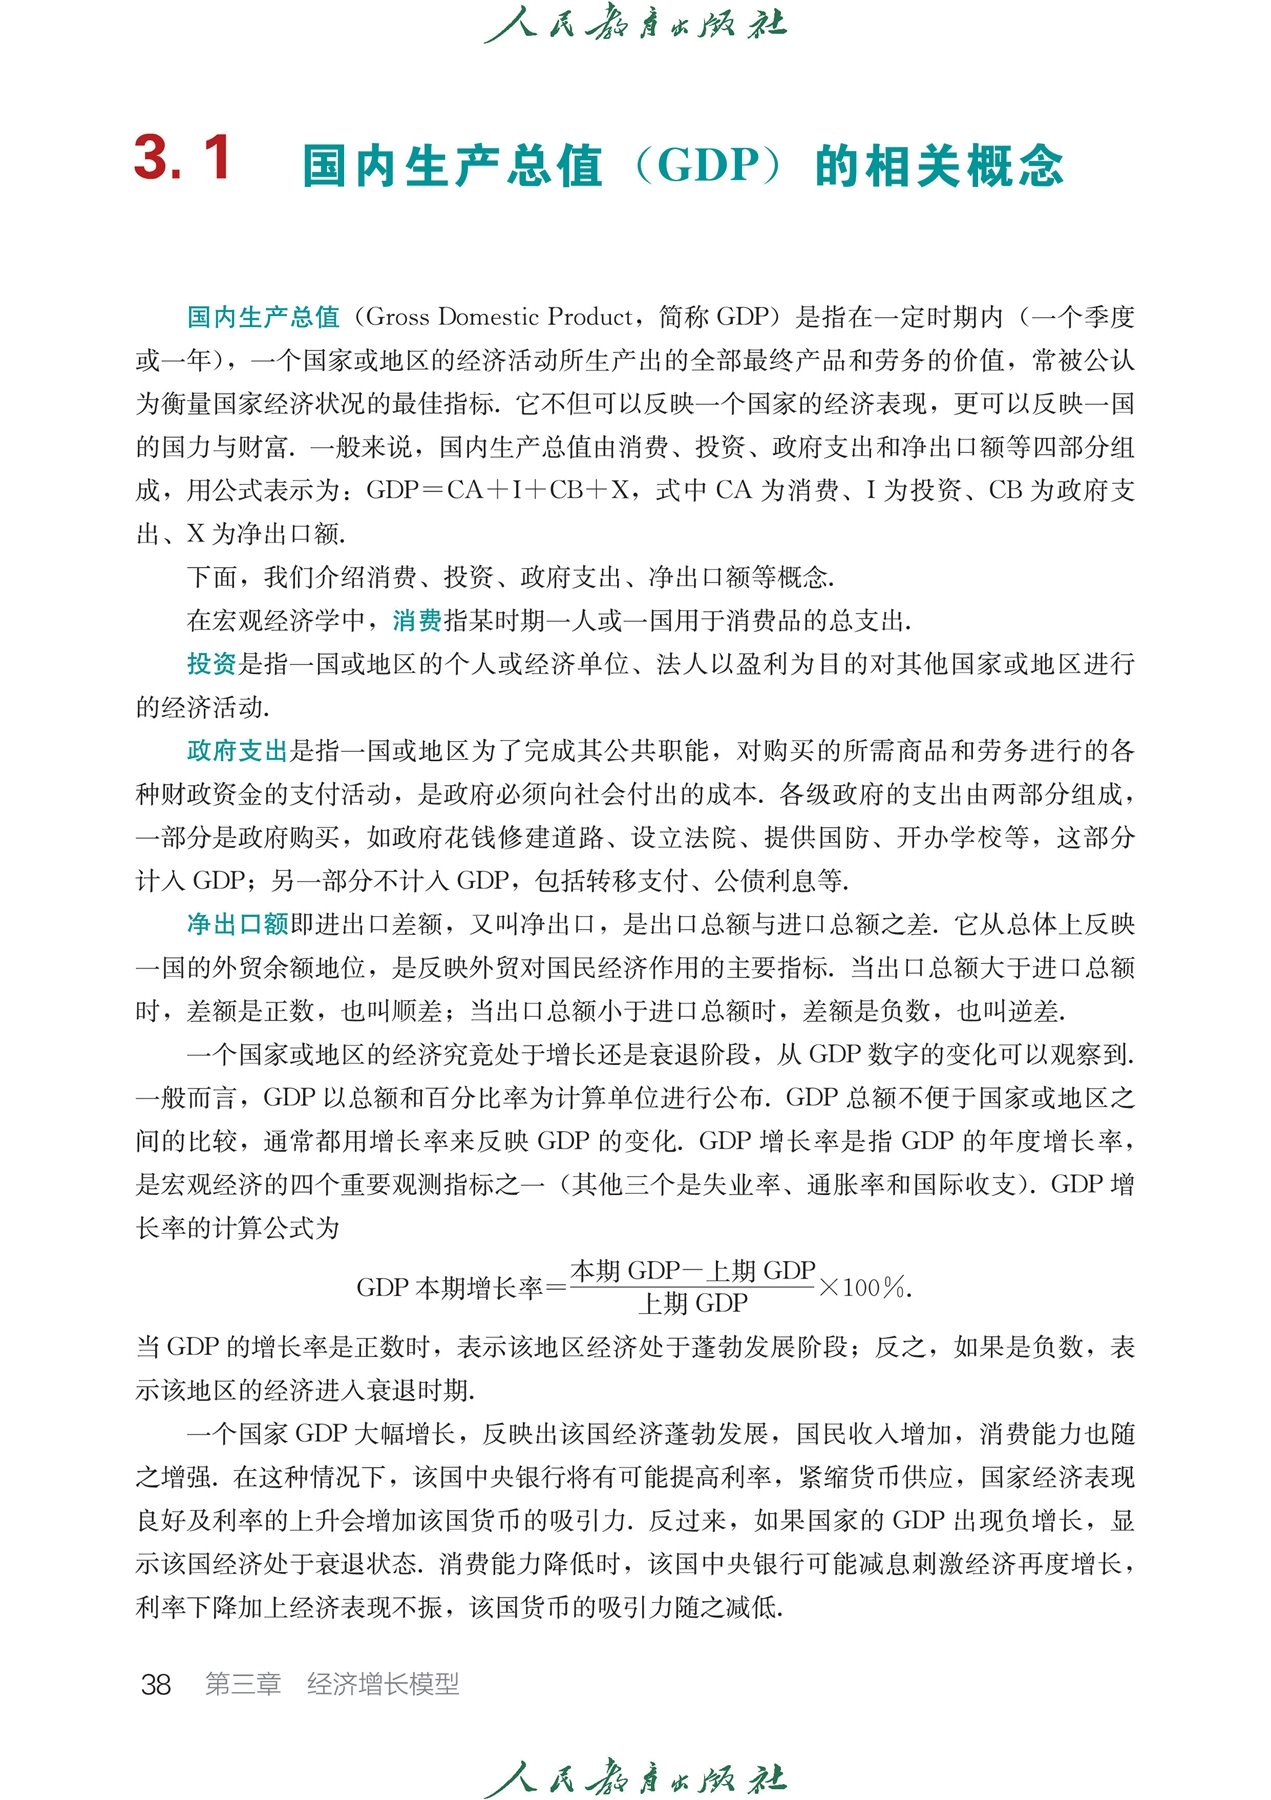 人民教育出版社
3.1 国内生产总值（GDP）的相关概念
国内生产总值（Gross Domestic Product，简称 GDP）是指在一定时期内（一个季度
或一年），一个国家或地区的经济活动所生产出的全部最终产品和劳务的价值，常被公认
为衡量国家经济状况的最佳指标. 它不但可以反映一个国家的经济表现，更可以反映一国
的国力与财富. 一般来说，国内生产总值由消费、投资、政府支出和净出口额等四部分组
成，用公式表示为：GDP＝CA＋I＋CB＋X，式中 CA 为消费、I 为投资、CB 为政府支
出、X 为净出口额.
下面，我们介绍消费、投资、政府支出、净出口额等概念.
在宏观经济学中，消费指某时期一人或一国用于消费品的总支出.
投资是指一国或地区的个人或经济单位、法人以盈利为目的对其他国家或地区进行
的经济活动.
政府支出是指一国或地区为了完成其公共职能，对购买的所需商品和劳务进行的各
种财政资金的支付活动，是政府必须向社会付出的成本. 各级政府的支出由两部分组成，
一部分是政府购买，如政府花钱修建道路、设立法院、提供国防、开办学校等，这部分
计入 GDP；另一部分不计入 GDP，包括转移支付、公债利息等.
净出口额即进出口差额，又叫净出口，是出口总额与进口总额之差. 它从总体上反映
一国的外贸余额地位，是反映外贸对国民经济作用的主要指标. 当出口总额大于进口总额
时，差额是正数，也叫顺差；当出口总额小于进口总额时，差额是负数，也叫逆差.
一个国家或地区的经济究竟处于增长还是衰退阶段，从 GDP 数字的变化可以观察到.
一般而言，GDP 以总额和百分比率为计算单位进行公布. GDP 总额不便于国家或地区之
间的比较，通常都用增长率来反映 GDP 的变化. GDP 增长率是指 GDP 的年度增长率，
是宏观经济的四个重要观测指标之一（其他三个是失业率、通胀率和国际收支）. GDP 增
长率的计算公式为
GDP 本期增长率＝本期 GDP－上期 GDP/上期 GDP×100%.
当 GDP 的增长率是正数时，表示该地区经济处于蓬勃发展阶段；反之，如果是负数，表
示该地区的经济进入衰退时期.
一个国家 GDP 大幅增长，反映出该国经济蓬勃发展，国民收入增加，消费能力也随
之增强. 在这种情况下，该国中央银行将有可能提高利率，紧缩货币供应，国家经济表现
良好及利率的上升会增加该国货币的吸引力. 反过来，如果国家的 GDP 出现负增长，显
示该国经济处于衰退状态. 消费能力降低时，该国中央银行可能减息刺激经济再度增长，
利率下降加上经济表现不振，该国货币的吸引力随之减低.
38 第三章 经济增长模型
人民教育出版社